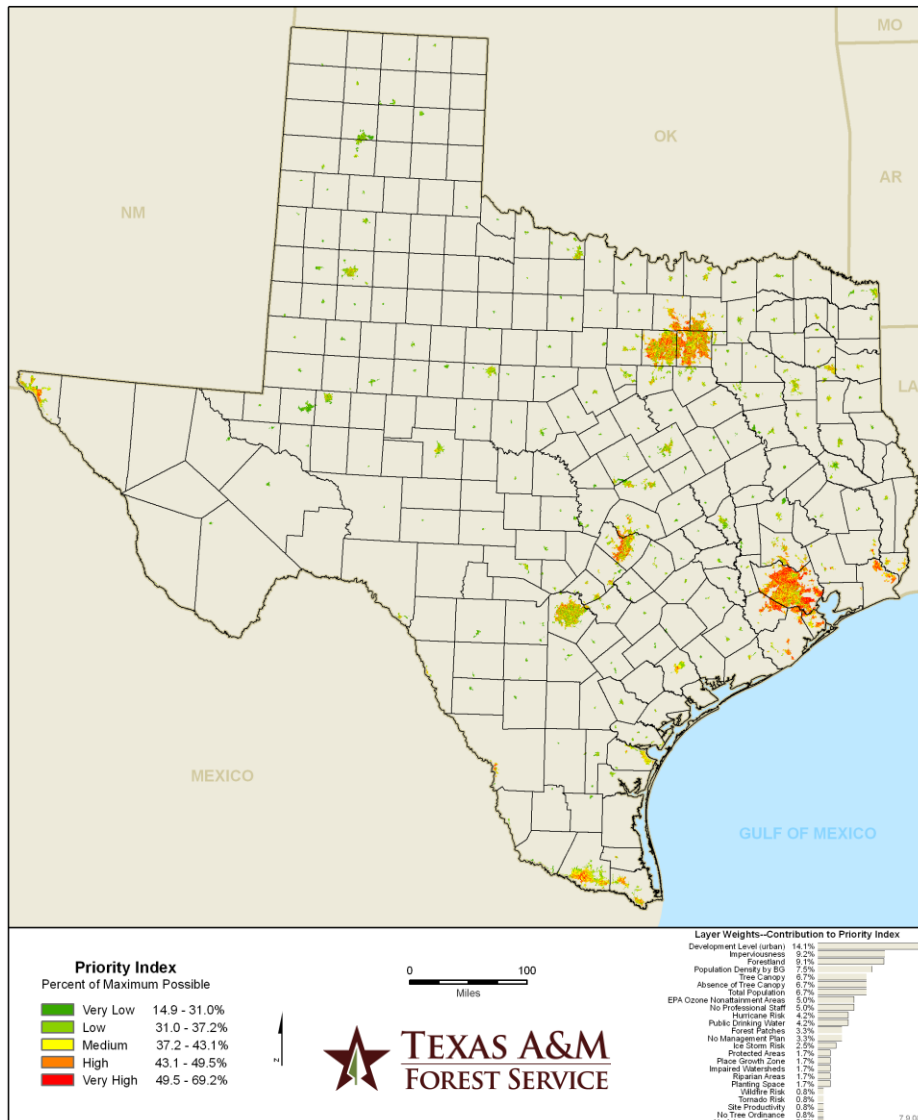 MO
OK
AR
NM
LA
MEXICO
GULF OF MEXICO
Priority Index
Percent of Maximum Possible
Very Low 14.9 - 31.0%
Low 31.0 - 37.2%
Medium 37.2 - 43.1%
High 43.1 - 49.5%
Very High 49.5 - 69.2%
0 100
Miles
z
TEXAS A&M
FOREST SERVICE
Layer Weights--Contribution to Priority Index
Development Level (urban) 14.1%
Imperviousness 9.2%
Forestland 9.1%
Population Density by BG 7.5%
Tree Canopy 6.7%
Absence of Tree Canopy 6.7%
Total Population 6.7%
EPA Ozone Nonattainment Areas 5.0%
No Professional Staff 5.0%
Hurricane Risk 4.2%
Public Drinking Water 4.2%
Forest Patches 3.3%
No Management Plan 3.3%
Ice Storm Risk 2.5%
Protected Areas 1.7%
Place Growth Zone 1.7%
Impaired Watersheds 1.7%
Riparian Areas 1.7%
Planting Space 1.7%
Wildfire Risk 0.8%
Tornado Risk 0.8%
Site Productivity 0.8%
No Tree Ordinance 0.8%